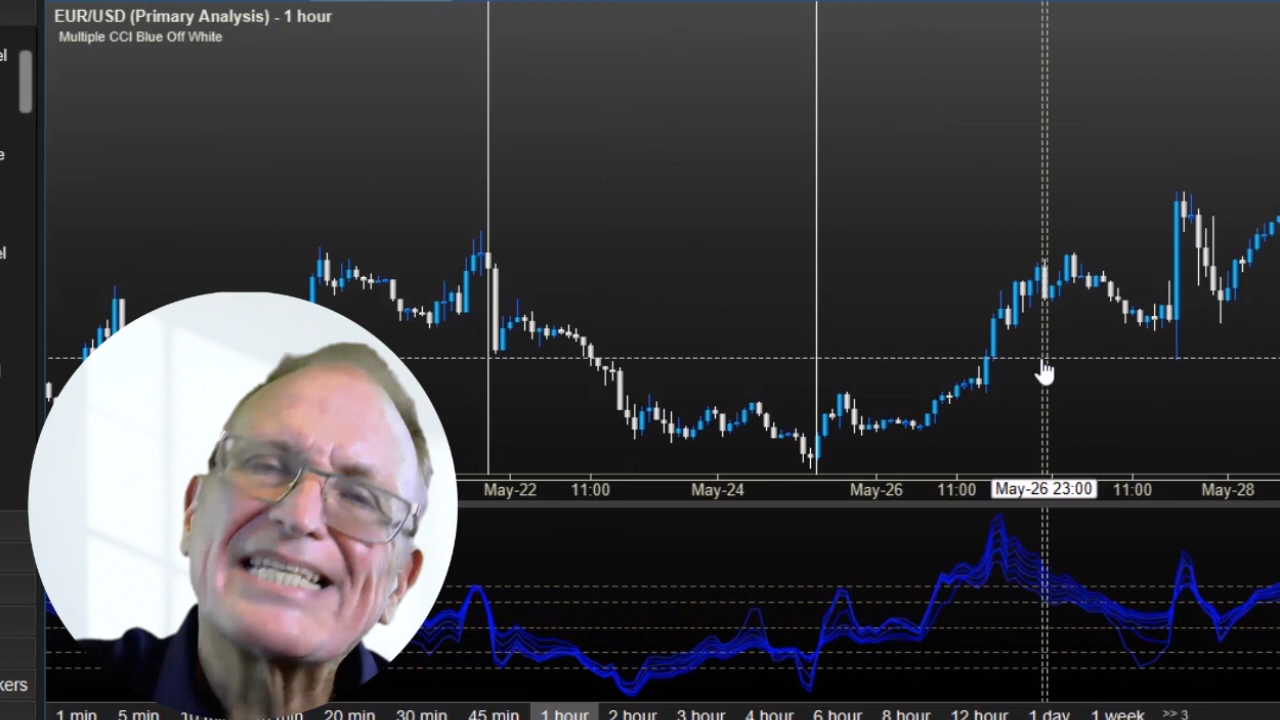 EUR/USD (Primary Analysis) - 1 hour
Multiple CCI Blue Off White
May-22 11:00 May-24 May-26 11:00 May-26 23:00 11:00 May-28
kers
1 min 5 min 20 min 30 min 45 min 1 hour 2 hour 3 hour 4 hour 6 hour 8 hour 12 hour 1 day 1 week >> 3